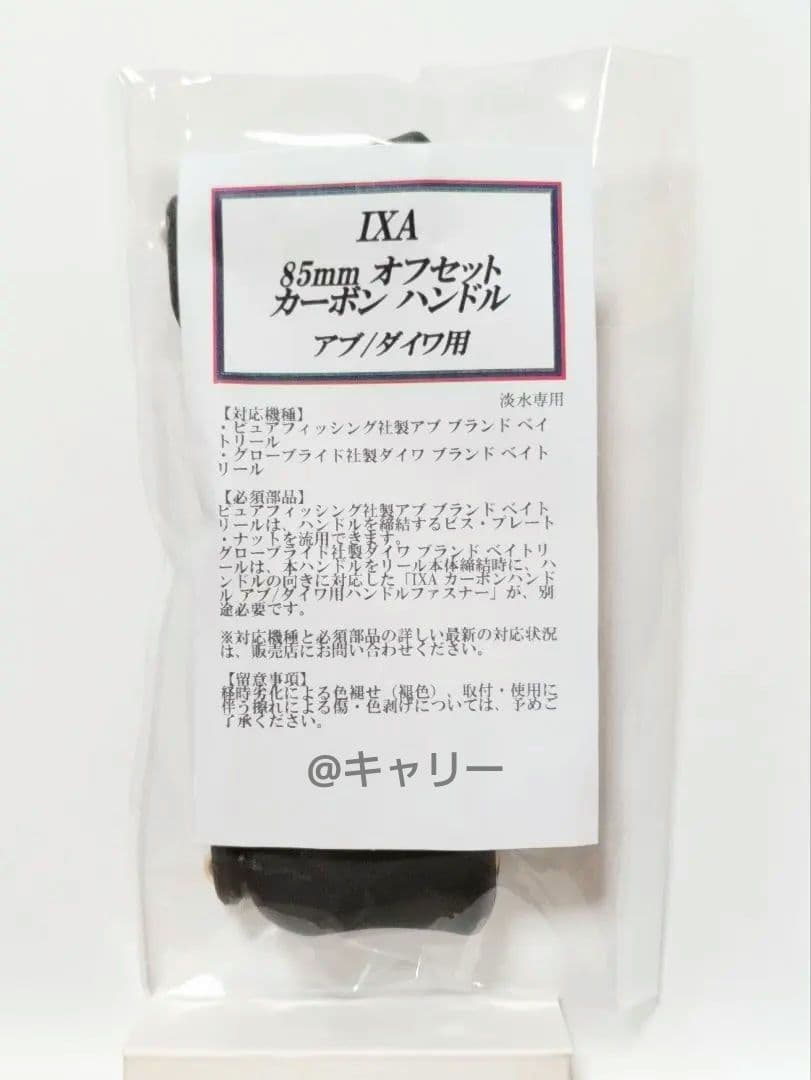 IXA
85mm オフセット
カーボン ハンドル
アブ/ダイワ用
淡水専用
【対応機種】
・ピュアフィッシング社製アブ ブランド ベイ
トリール
・グローブライド社製ダイワ ブランド ベイト
リール
【必須部品】
ピュアフィッシング社製アブ ブランド ベイト
リールは、ハンドルを締結するビス・プレート
・ナットを流用できます。
グローブライド社製ダイワ ブランド ベイトリ
ールは、本ハンドルをリール本体締結時に、ハ
ンドルの向きに対応した「IXA カーボンハンド
ル アブ/ダイワ用ハンドルファスナー」が、別
途必要です。
※対応機種と必須部品の詳しい最新の対応状況
は、販売店にお問い合わせください。
【留意事項】
経時劣化による色褪せ（褪色）、取付・使用に
伴う擦れによる傷・色剥げについては、予めご
了承ください。
@キャリー